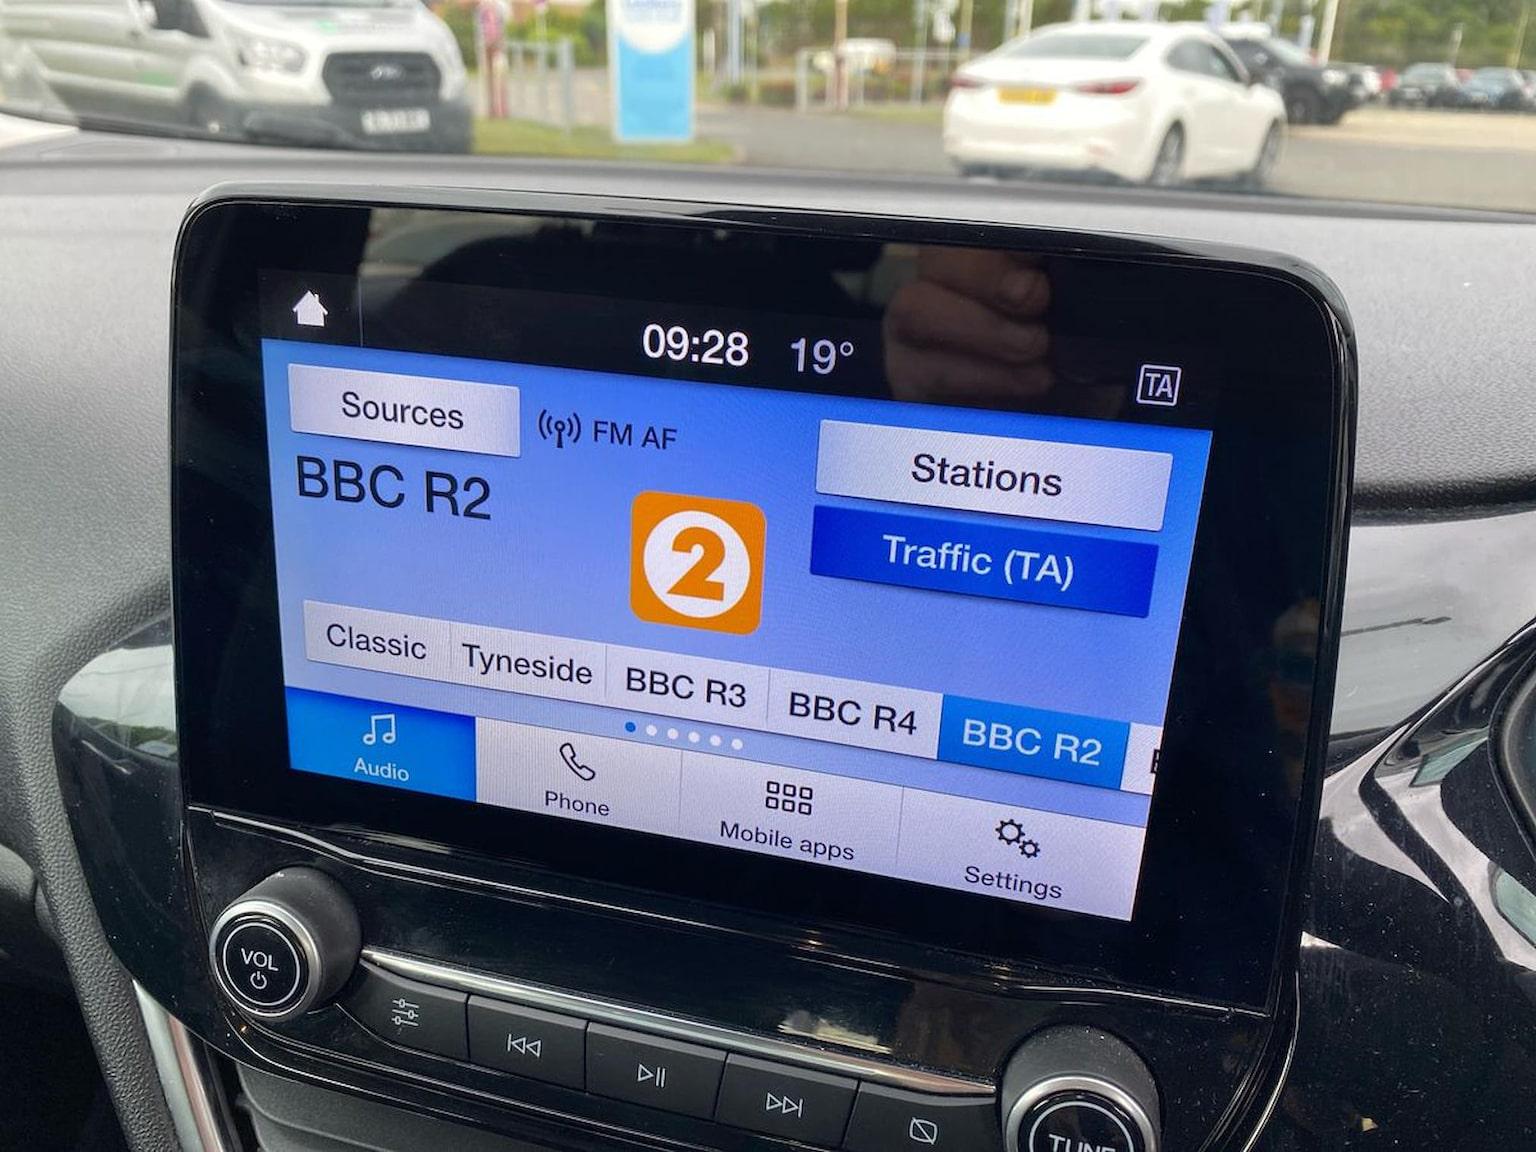 09:28 19°
TA
Sources
FM AF
Stations
BBC R2
2
Traffic (TA)
Classic
Tyneside
BBC R3
BBC R4
BBC R2
Audio
Phone
Mobile apps
Settings
VOL
TUNE